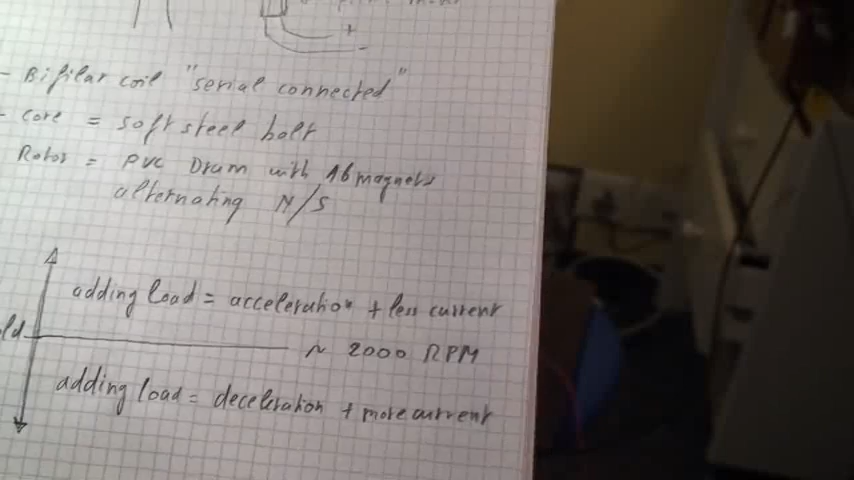 +
-
- Bifilar coil "serial connected"
- core = soft steel bolt
Rotor = PVC Drum with 16 magnets
alternating N/S
adding load = acceleration + less current
ld ~ 2000 RPM
adding load = deceleration + more current